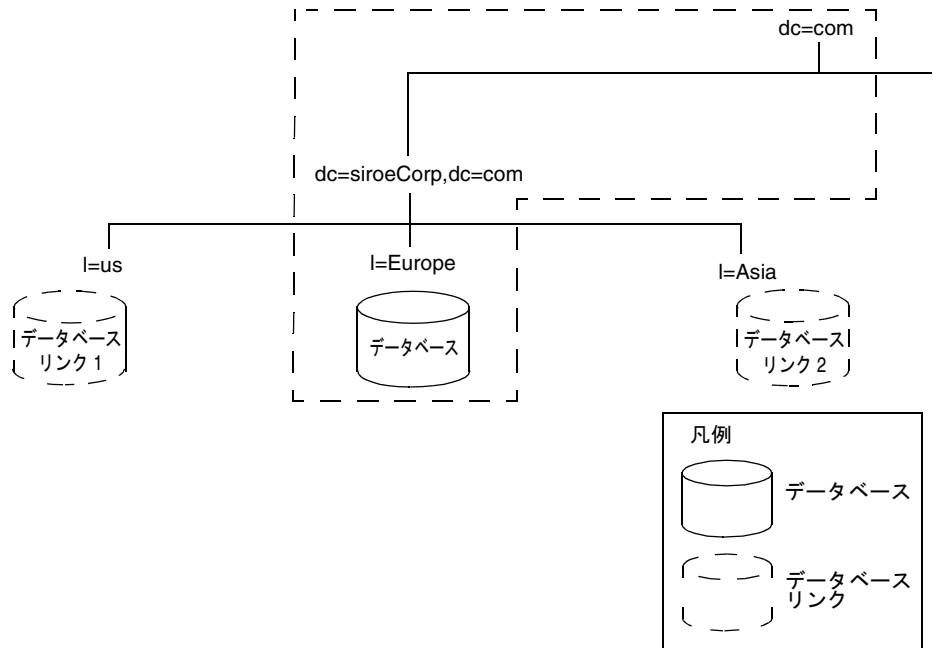 dc=com
dc=siroeCorp,dc=com
l=us
l=Europe
l=Asia
データベース
リンク 1
データベース
データベース
リンク 2
凡例
データベース
データベース
リンク